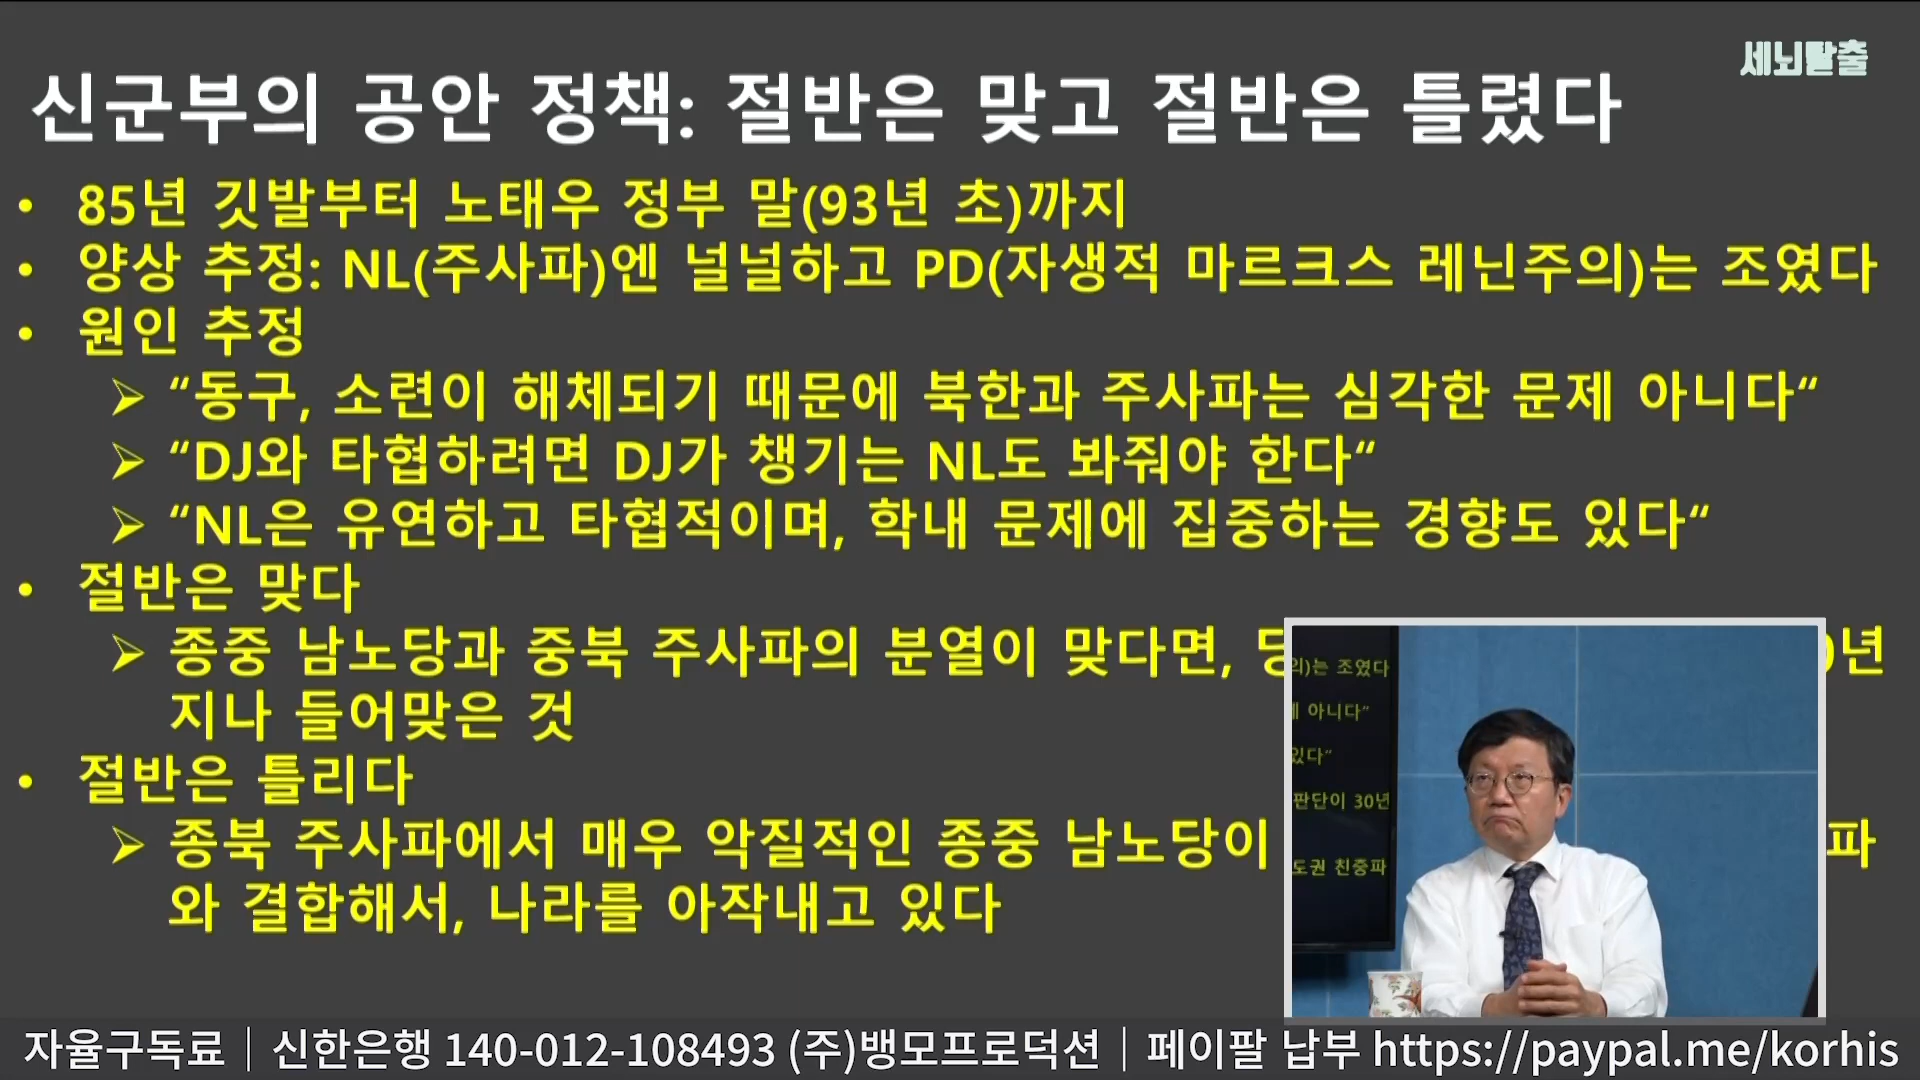 세뇌탈출
신군부의 공안 정책: 절반은 맞고 절반은 틀렸다
• 85년 깃발부터 노태우 정부 말(93년 초)까지
• 양상 추정: NL(주사파)엔 널널하고 PD(자생적 마르크스 레닌주의)는 조였다
• 원인 추정
➢ “동구, 소련이 해체되기 때문에 북한과 주사파는 심각한 문제 아니다“
➢ “DJ와 타협하려면 DJ가 챙기는 NL도 봐줘야 한다“
➢ “NL은 유연하고 타협적이며, 학내 문제에 집중하는 경향도 있다“
• 절반은 맞다
➢ 종중 남노당과 중북 주사파의 분열이 맞다면, 년
지나 들어맞은 것
• 절반은 틀리다
➢ 종북 주사파에서 매우 악질적인 종중 남노당이 파
와 결합해서, 나라를 아작내고 있다
의)는 조였다
아니다“
있다“
판단이 30년
도권 친중파
자율구독료｜신한은행 140-012-108493 (주)뱅모프로덕션｜페이팔 납부 https://paypal.me/korhis